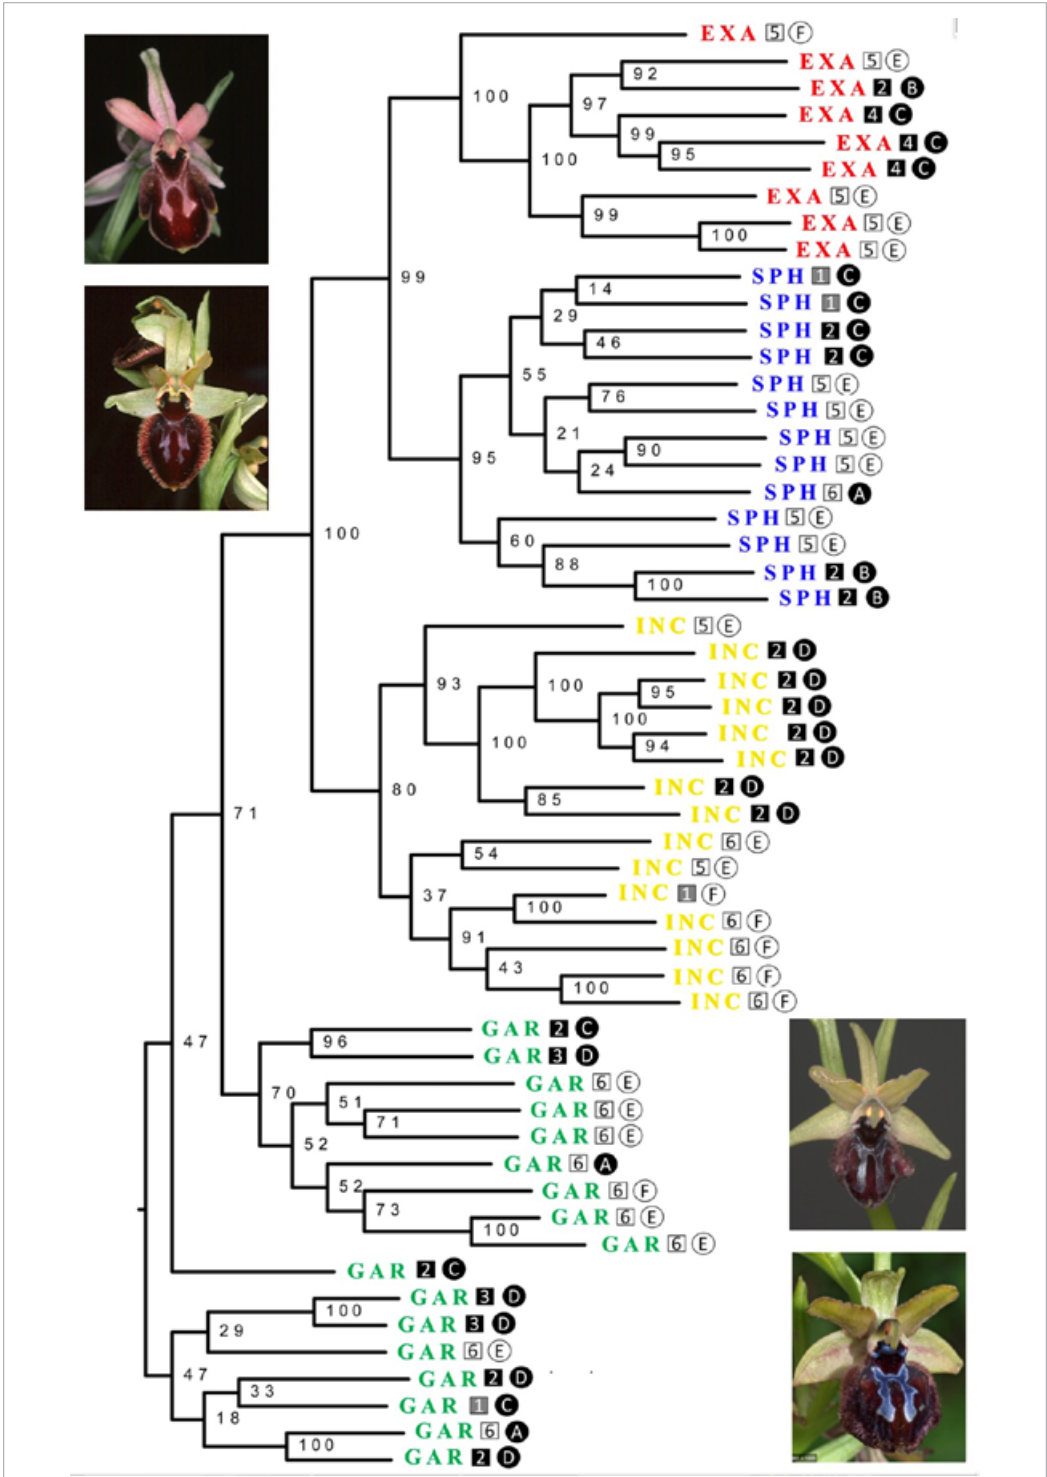 EXA 5 F
EXA 5 E
92
EXA 2 B
100
97
EXA 4 C
99
EXA 4 C
95
100
EXA 4 C
EXA 5 E
99
EXA 5 E
100
EXA 5 E
99
SPH 1 C
14
SPH 1 C
29
SPH 2 C
46
SPH 2 C
55
SPH 5 E
76
SPH 5 E
21
SPH 5 E
90
95
SPH 5 E
24
SPH 6 A
SPH 5 E
100
60
SPH 5 E
88
SPH 2 B
100
SPH 2 B
INC 5 E
INC 2 D
93
100
INC 2 D
95
INC 2 D
100
INC 2 D
100
94
INC 2 D
80
INC 2 D
85
71
INC 2 D
INC 6 E
54
INC 5 E
37
INC 1 F
100
INC 6 F
91
INC 6 F
43
INC 6 F
100
INC 6 F
GAR 2 C
47
96
GAR 3 D
70
GAR 6 E
51
GAR 6 E
71
GAR 6 E
52
GAR 6 A
52
GAR 6 F
73
GAR 6 E
100
GAR 6 E
GAR 2 C
GAR 3 D
100
GAR 3 D
29
GAR 6 E
47
GAR 2 D
33
GAR 1 C
18
GAR 6 A
100
GAR 2 D